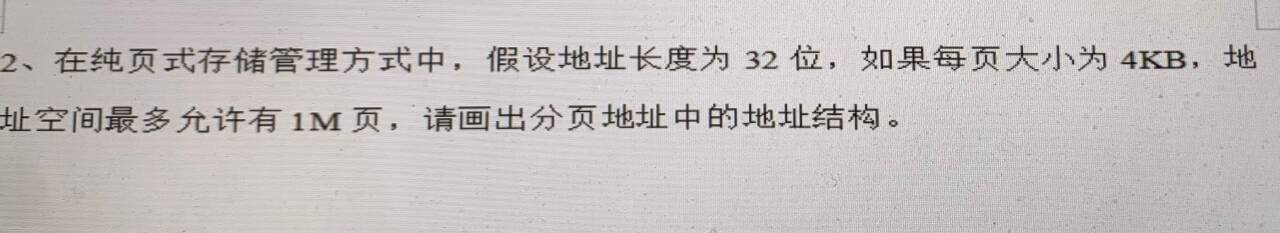 2、在纯页式存储管理方式中，假设地址长度为 32 位，如果每页大小为 4KB，地
址空间最多允许有 1M 页，请画出分页地址中的地址结构。